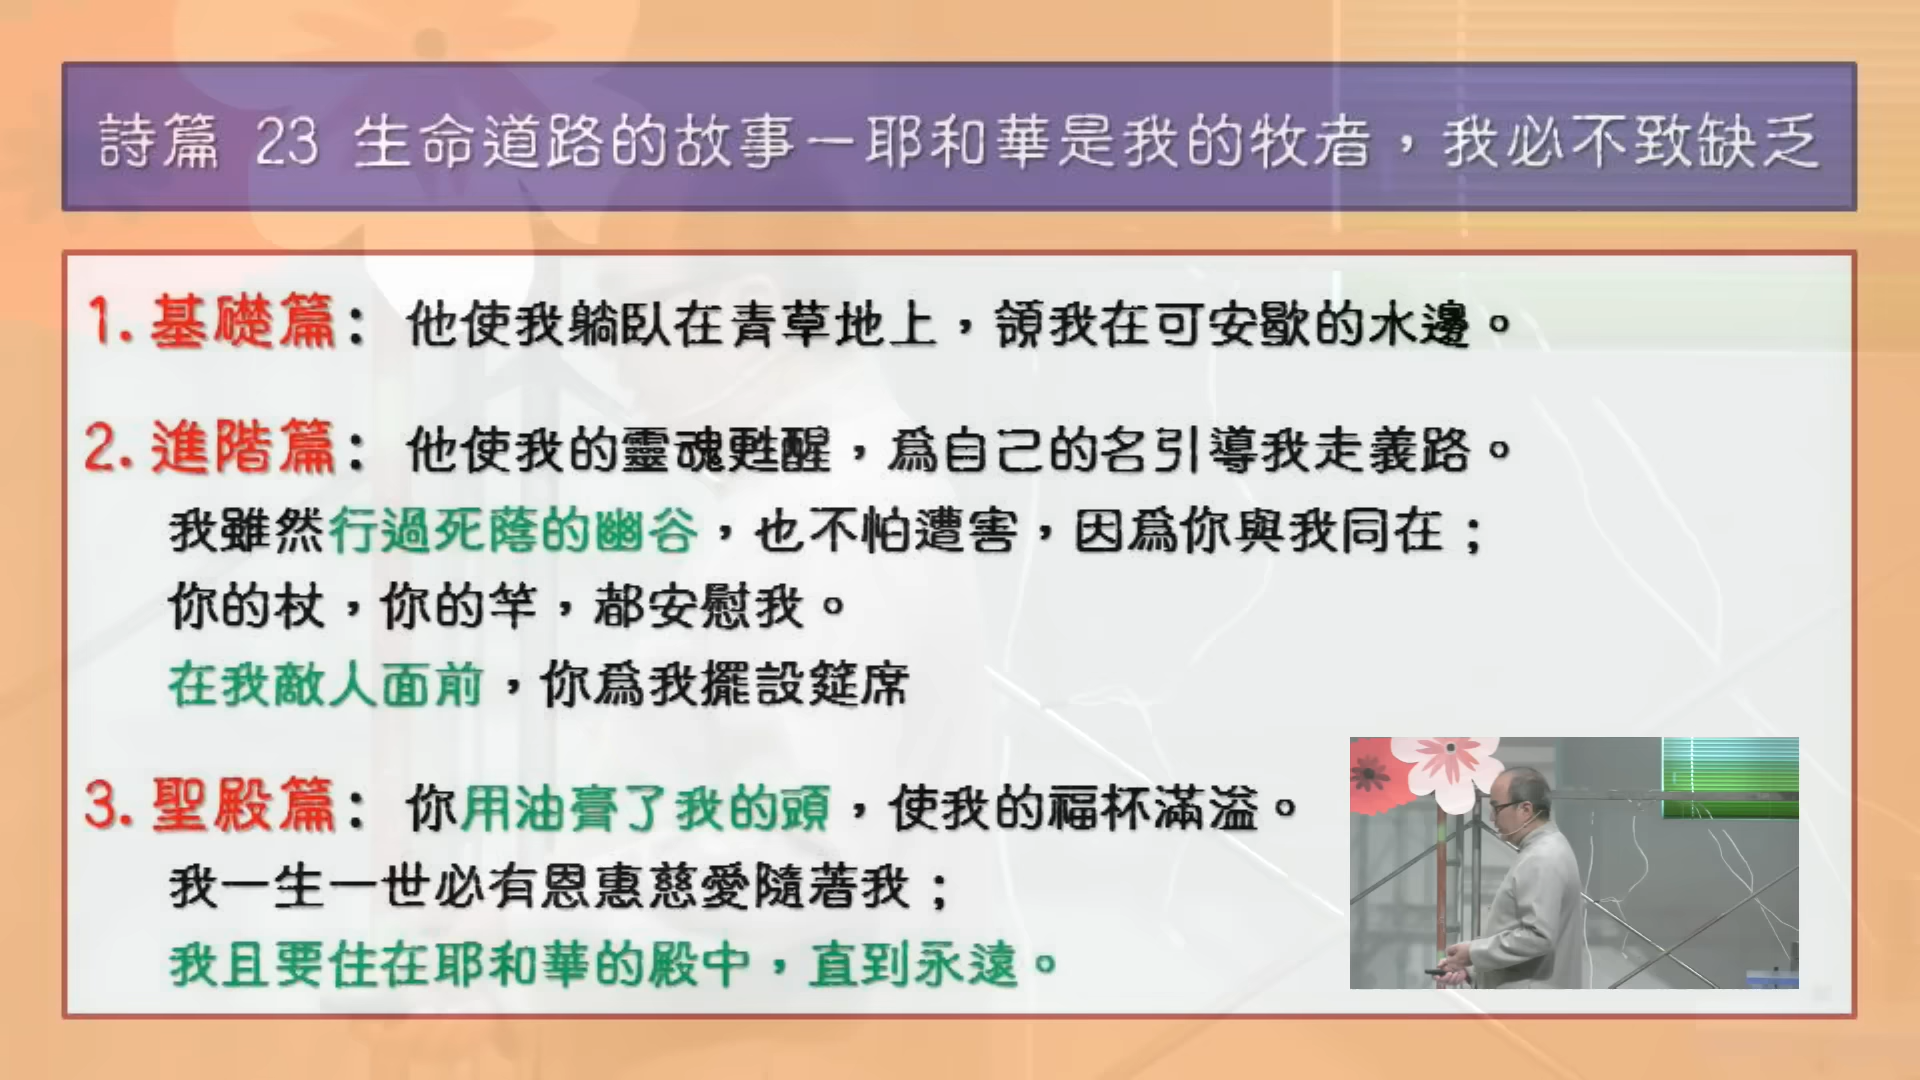 詩篇 23 生命道路的故事－耶和華是我的牧者，我必不致缺乏
1. 基礎篇： 他使我躺臥在青草地上，領我在可安歇的水邊。
2. 進階篇： 他使我的靈魂甦醒，爲自己的名引導我走義路。
我雖然行過死蔭的幽谷，也不怕遭害，因爲你與我同在；
你的杖，你的竿，都安慰我。
在我敵人面前，你爲我擺設筵席
3. 聖殿篇： 你用油膏了我的頭，使我的福杯滿溢。
我一生一世必有恩惠慈愛隨著我；
我且要住在耶和華的殿中，直到永遠。